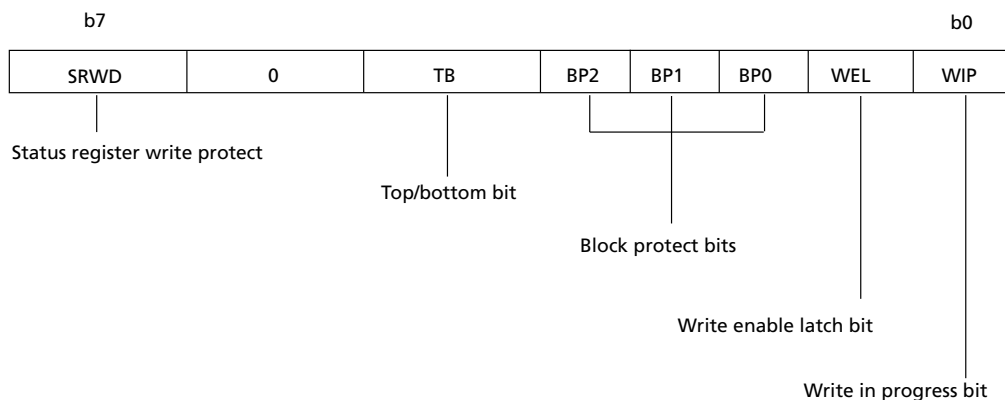 b7 b0
SRWD 0 TB BP2 BP1 BP0 WEL WIP
Status register write protect
Top/bottom bit
Block protect bits
Write enable latch bit
Write in progress bit